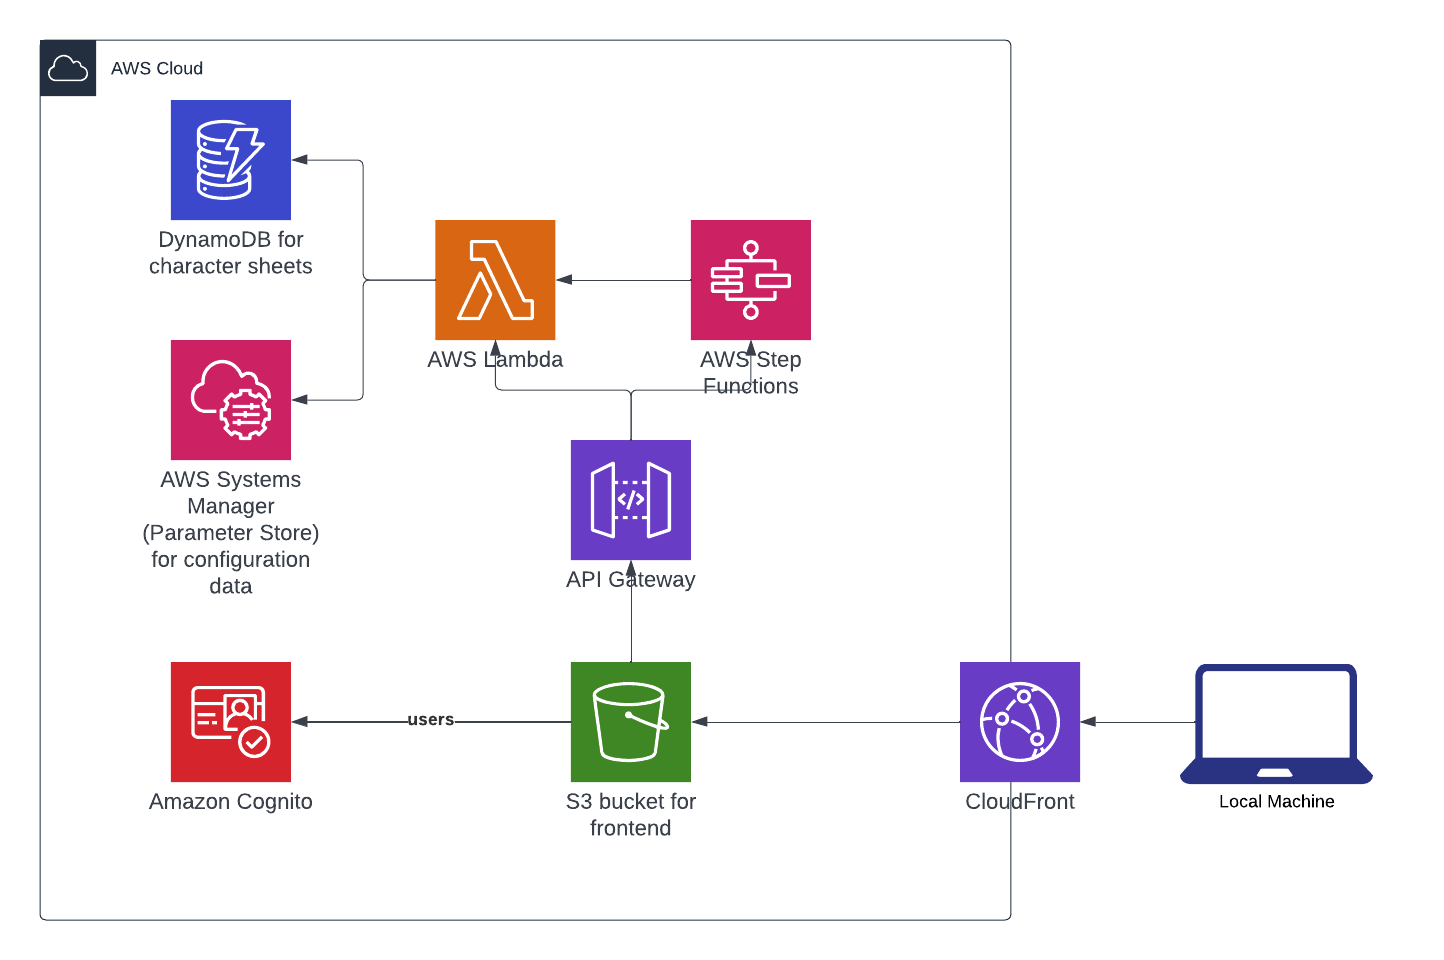 AWS Cloud
DynamoDB for
character sheets
AWS Lambda
AWS Step
Functions
AWS Systems
Manager
(Parameter Store)
for configuration
data
</>
API Gateway
users
Amazon Cognito
S3 bucket for
frontend
CloudFront
Local Machine